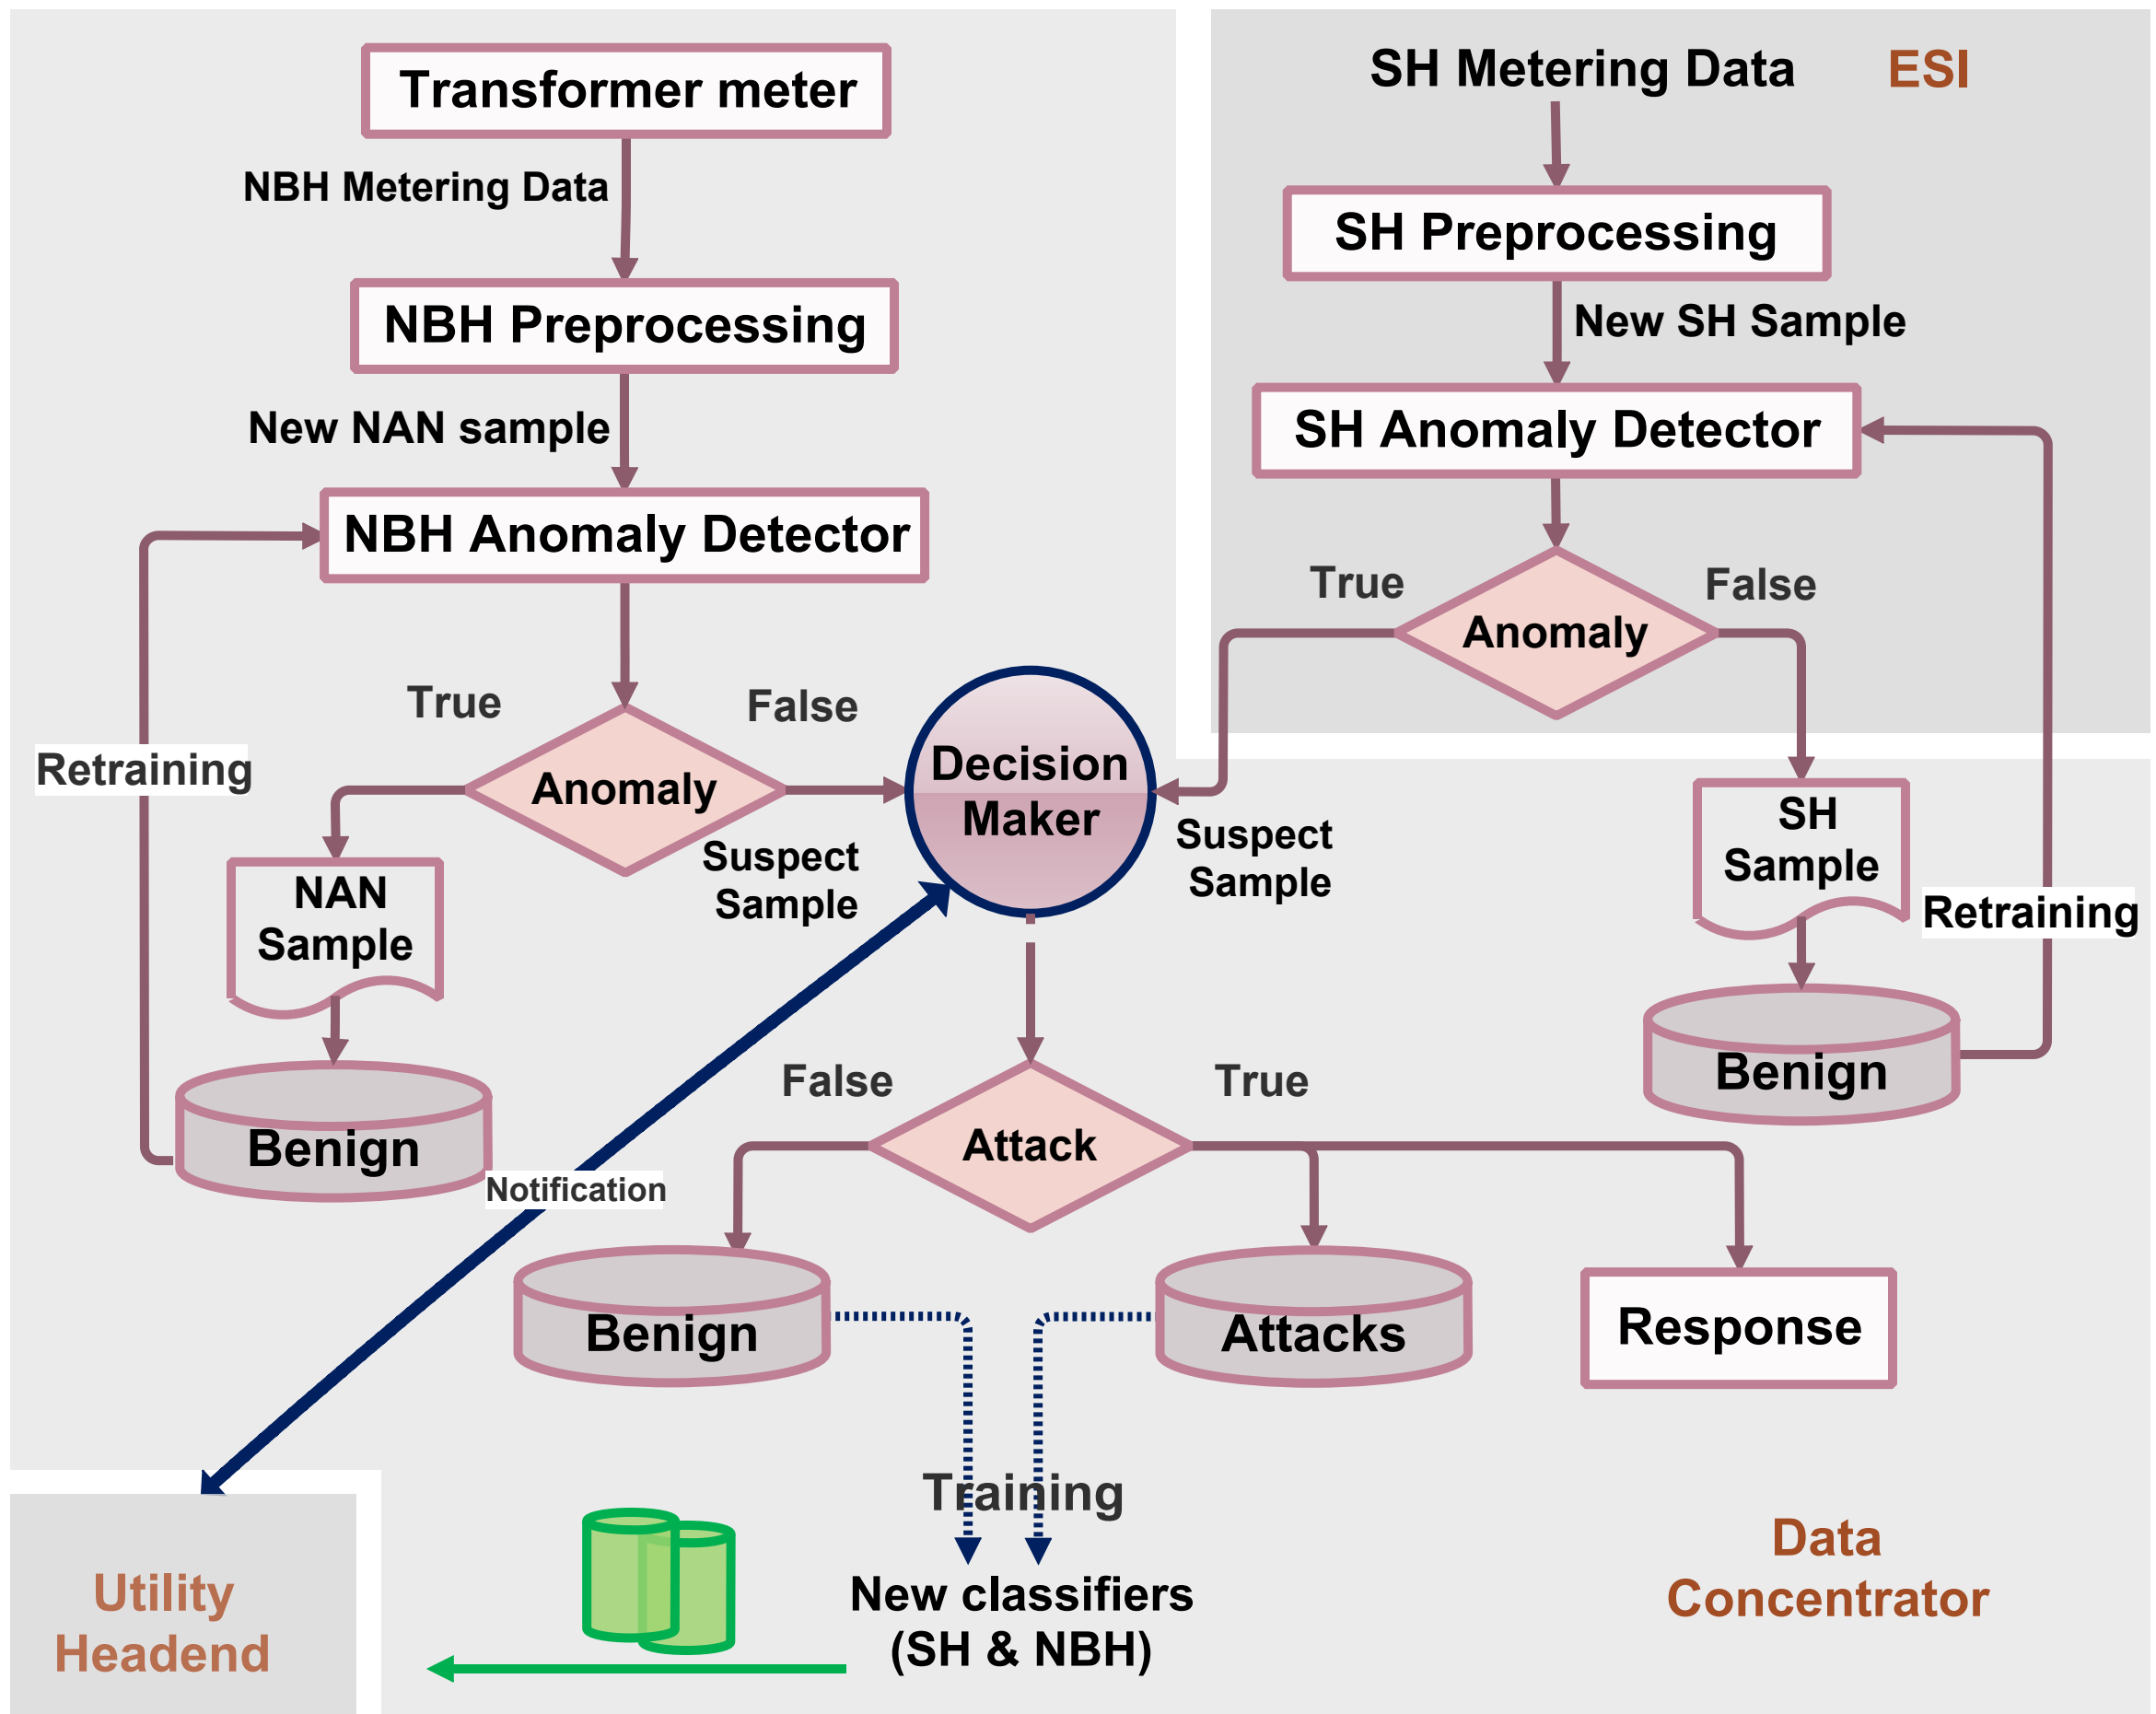 Transformer meter
NBH Metering Data
NBH Preprocessing
New NAN sample
NBH Anomaly Detector
True
False
Retraining
Anomaly
Suspect
Sample
NAN
Sample
Benign
SH Metering Data
ESI
SH Preprocessing
New SH Sample
SH Anomaly Detector
True
False
Anomaly
Decision
Maker
Suspect
Sample
SH
Sample
Retraining
Benign
Notification
False
True
Attack
Benign
Attacks
Response
Training
New classifiers
(SH & NBH)
Utility
Headend
Data
Concentrator